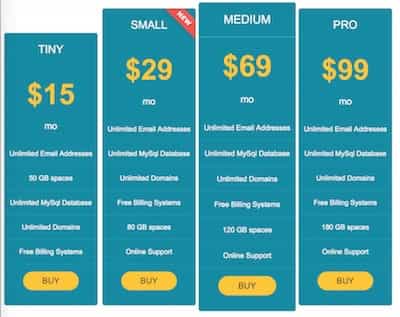 TINY
$15
mo
Unlimited Email Addresses
50 GB spaces
Unlimited MySql Database
Unlimited Domains
Free Billing Systems
BUY
SMALL
NEW
$29
mo
Unlimited Email Addresses
Unlimited MySql Database
Unlimited Domains
Free Billing Systems
80 GB spaces
Online Support
BUY
MEDIUM
$69
mo
Unlimited Email Addresses
Unlimited MySql Database
Unlimited Domains
Free Billing Systems
120 GB spaces
Online Support
BUY
PRO
$99
mo
Unlimited Email Addresses
Unlimited MySql Database
Unlimited Domains
Free Billing Systems
180 GB spaces
Online Support
BUY